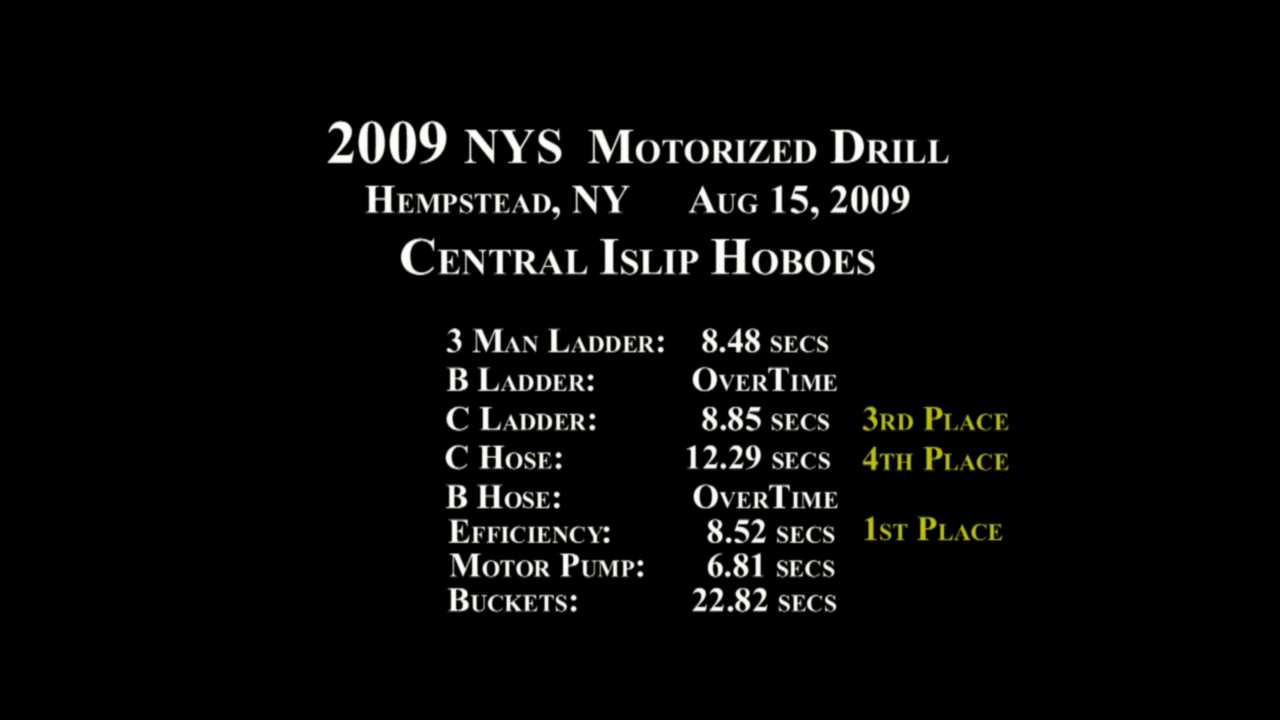 2009 NYS Motorized Drill
Hempstead, NY Aug 15, 2009
Central Islip Hoboes
3 Man Ladder: 8.48 secs
B Ladder: OverTime
C Ladder: 8.85 secs 3rd Place
C Hose: 12.29 secs 4th Place
B Hose: OverTime
Efficiency: 8.52 secs 1st Place
Motor Pump: 6.81 secs
Buckets: 22.82 secs